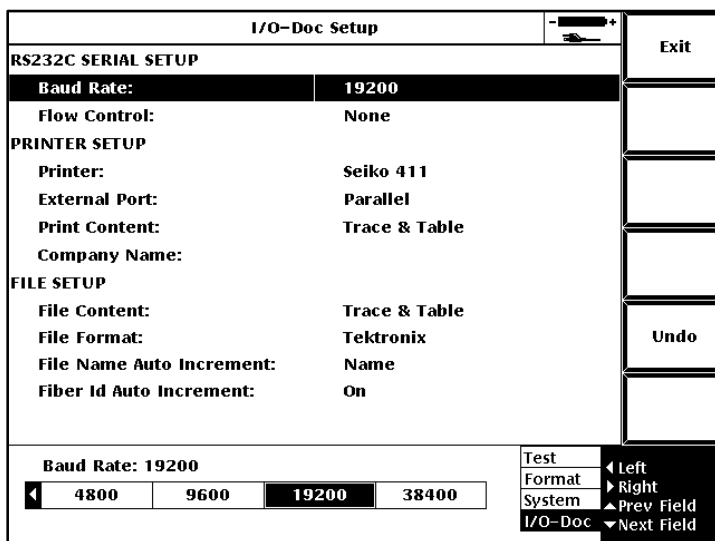 I/O-Doc Setup
- +
Exit
RS232C SERIAL SETUP
Baud Rate: 19200
Flow Control: None
PRINTER SETUP
Printer: Seiko 411
External Port: Parallel
Print Content: Trace & Table
Company Name:
FILE SETUP
File Content: Trace & Table
File Format: Tektronix
Undo
File Name Auto Increment: Name
Fiber Id Auto Increment: On
Baud Rate: 19200
4800 9600 19200 38400
Test
Format
System
I/O-Doc
Left
Right
Prev Field
Next Field